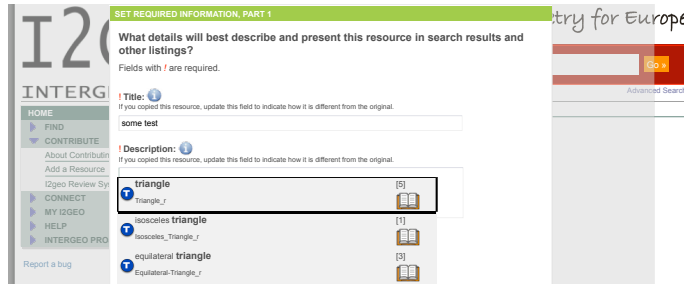 I2G
INTERG
HOME
FIND
CONTRIBUTE
About Contributin
Add a Resource
I2geo Review Sy
CONNECT
MY I2GEO
HELP
INTERGEO PRO
Report a bug
SET REQUIRED INFORMATION, PART 1
What details will best describe and present this resource in search results and
other listings?
Fields with ! are required.
! Title:
If you copied this resource, update this field to indicate how it is different from the original.
some test
! Description:
If you copied this resource, update this field to indicate how it is different from the original.
T triangle [5]
Triangle_r
T isosceles triangle [1]
Isosceles_Triangle_r
T equilateral triangle [3]
Equilateral-Triangle_r
try for Europe
Go »
Advanced Search